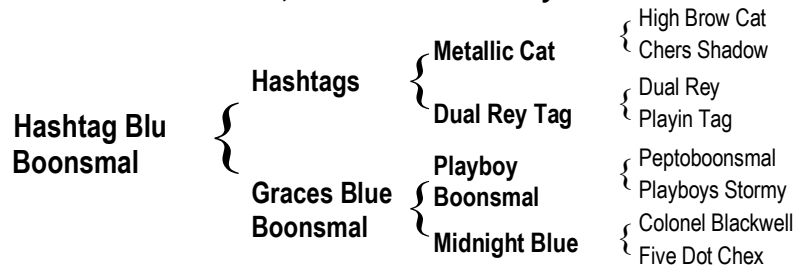 High Brow Cat
Metallic Cat
Chers Shadow
Hashtags
Dual Rey
Dual Rey Tag
Playin Tag
Hashtag Blu
Boonsmal
Peptoboonsmal
Playboy
Boonsmal
Playboys Stormy
Graces Blue
Boonsmal
Colonel Blackwell
Midnight Blue
Five Dot Chex